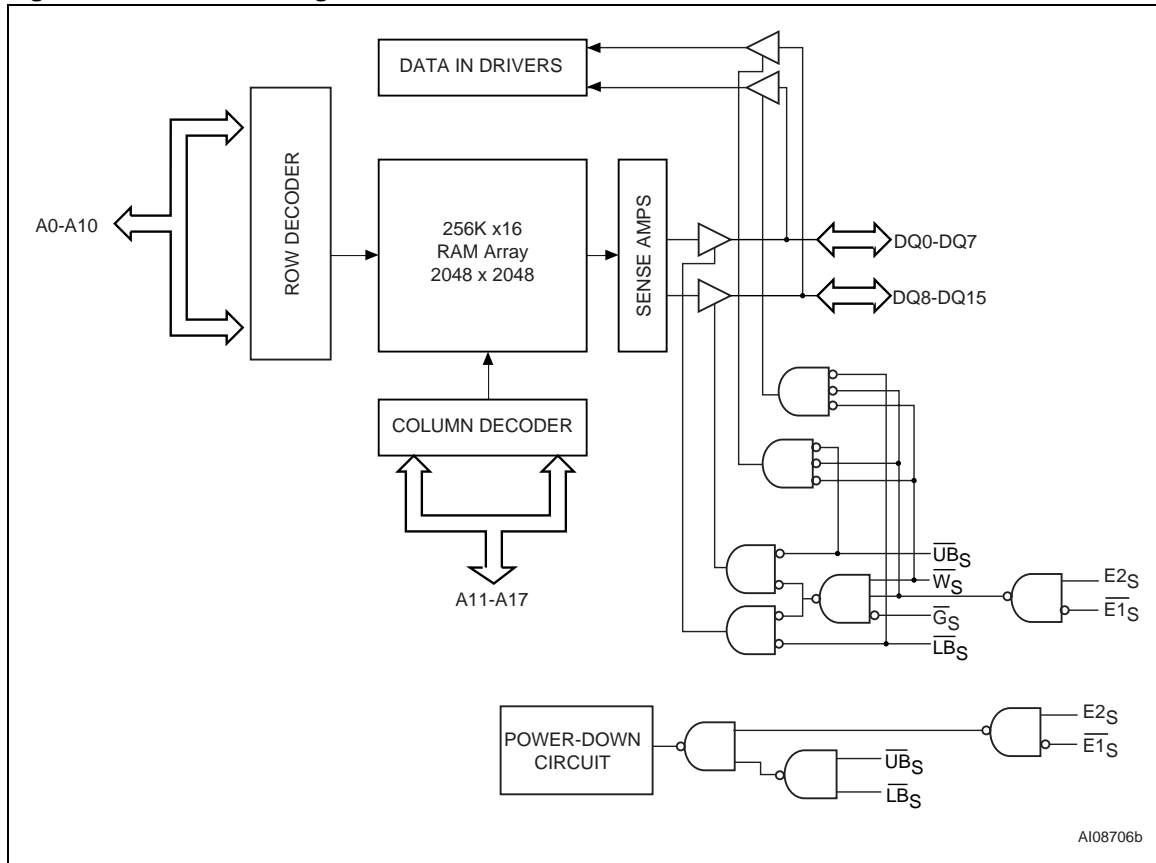 DATA IN DRIVERS
ROW DECODER
A0-A10
256K x16
RAM Array
2048 x 2048
SENSE AMPS
DQ0-DQ7
DQ8-DQ15
COLUMN DECODER
A11-A17
UBS
WS
E2S
E1S
GS
LBS
POWER-DOWN
CIRCUIT
E2S
E1S
UBS
LBS
AI08706b